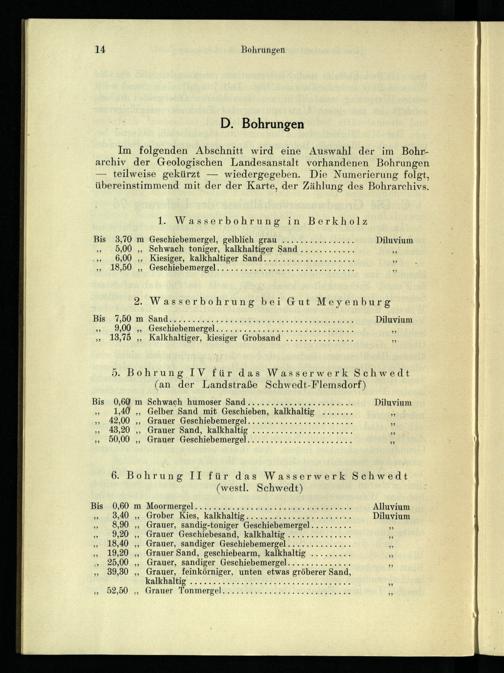 14 Bohrungen
D. Bohrungen
Im folgenden Abschnitt wird eine Auswahl der im Bohr-
archiv der Geologischen Landesanstalt vorhandenen Bohrungen
— teilweise gekürzt — wiedergegeben. Die Numerierung folgt,
übereinstimmend mit der der Karte, der Zählung des Bohrarchivs.
1. Wasserbohrung in Berkholz
Bis 3,70 m Geschiebemergel, gelblich grau ............... Diluvium
„ 5,00 „ Schwach toniger, kalkhaltiger Sand ........... „
„ 6,00 „ Kiesiger, kalkhaltiger Sand................... „
„ 18,50 „ Geschiebemergel............................ „
2. Wasserbohrung bei Gut Meyenburg
Bis 7,50 m Sand...................................... Diluvium
„ 9,00 „ Geschiebemergel............................ „
„ 13,75 „ Kalkhaltiger, kiesiger Grobsand .............. „
5. Bohrung IV für das Wasserwerk Schwedt
(an der Landstraße Schwedt-Flemsdorf)
Bis 0,60 m Schwach humoser Sand...................... Diluvium
„ 1,40 „ Gelber Sand mit Geschieben, kalkhaltig ....... „
„ 42,00 „ Grauer Geschiebemergel...................... „
„ 43,20 „ Grauer Sand, kalkhaltig ..................... „
„ 50,00 „ Grauer Geschiebemergel...................... „
6. Bohrung II für das Wasserwerk Schwedt
(westl. Schwedt)
Bis 0,60 m Moormergel................................ Alluvium
„ 3,40 „ Grober Kies, kalkhaltig...................... Diluvium
„ 8,90 „ Grauer, sandig-toniger Geschiebemergel......... „
„ 9,20 „ Grauer Geschiebesand, kalkhaltig .............. „
„ 18,40 „ Grauer, sandiger Geschiebemergel.............. „
„ 19,20 „ Grauer Sand, geschiebearm, kalkhaltig ......... „
„ 25,00 „ Grauer, sandiger Geschiebemergel.............. „
„ 39,30 „ Grauer, feinkörniger, unten etwas gröberer Sand,
kalkhaltig .................................. „
„ 52,50 „ Grauer Tonmergel........................... „